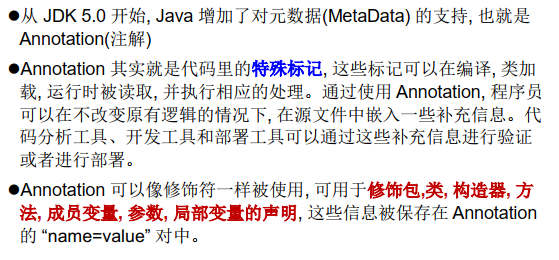 ●从 JDK 5.0 开始, Java 增加了对元数据(MetaData) 的支持, 也就是
Annotation(注解)
●Annotation 其实就是代码里的特殊标记, 这些标记可以在编译, 类加
载, 运行时被读取, 并执行相应的处理。通过使用 Annotation, 程序员
可以在不改变原有逻辑的情况下, 在源文件中嵌入一些补充信息。代
码分析工具、开发工具和部署工具可以通过这些补充信息进行验证
或者进行部署。
●Annotation 可以像修饰符一样被使用, 可用于修饰包,类, 构造器, 方
法, 成员变量, 参数, 局部变量的声明, 这些信息被保存在 Annotation
的 “name=value” 对中。